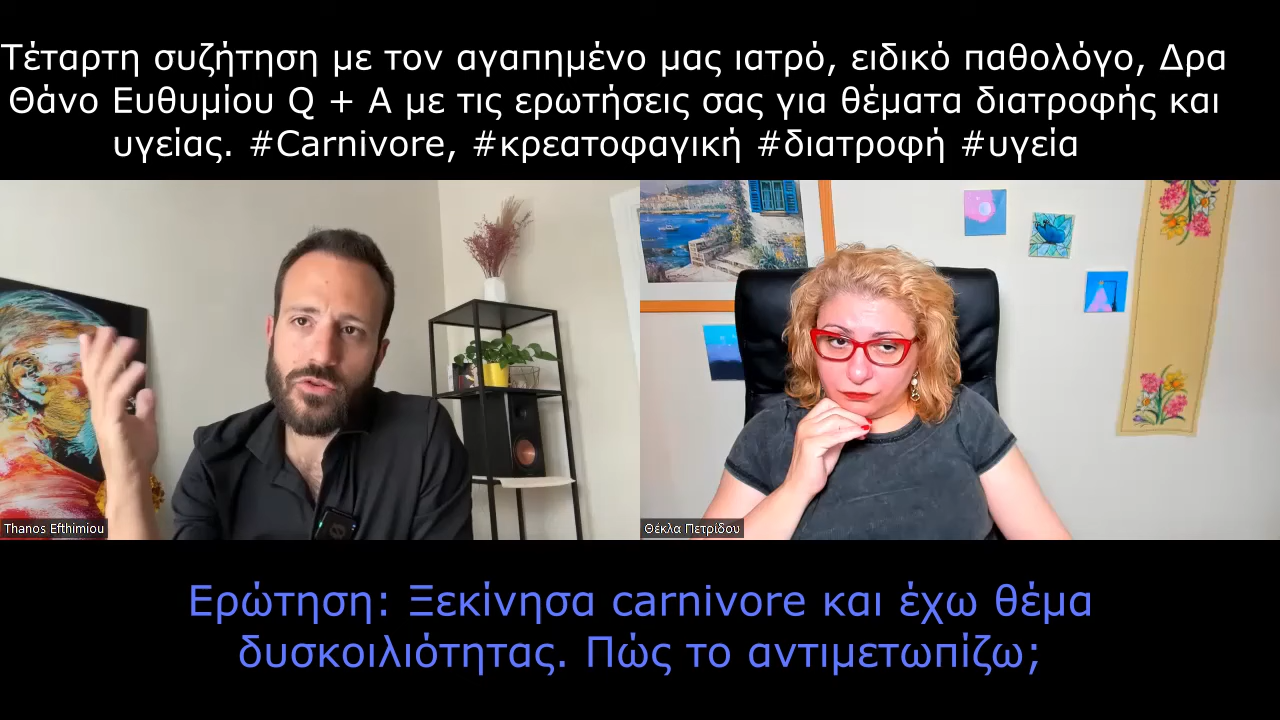 Τέταρτη συζήτηση με τον αγαπημένο μας ιατρό, ειδικό παθολόγο, Δρα
Θάνο Ευθυμίου Q + A με τις ερωτήσεις σας για θέματα διατροφής και
υγείας. #Carnivore, #κρεατοφαγική #διατροφή #υγεία
Thanos Efthimiou
Θέκλα Πετρίδου
Ερώτηση: Ξεκίνησα carnivore και έχω θέμα
δυσκοιλιότητας. Πώς το αντιμετωπίζω;